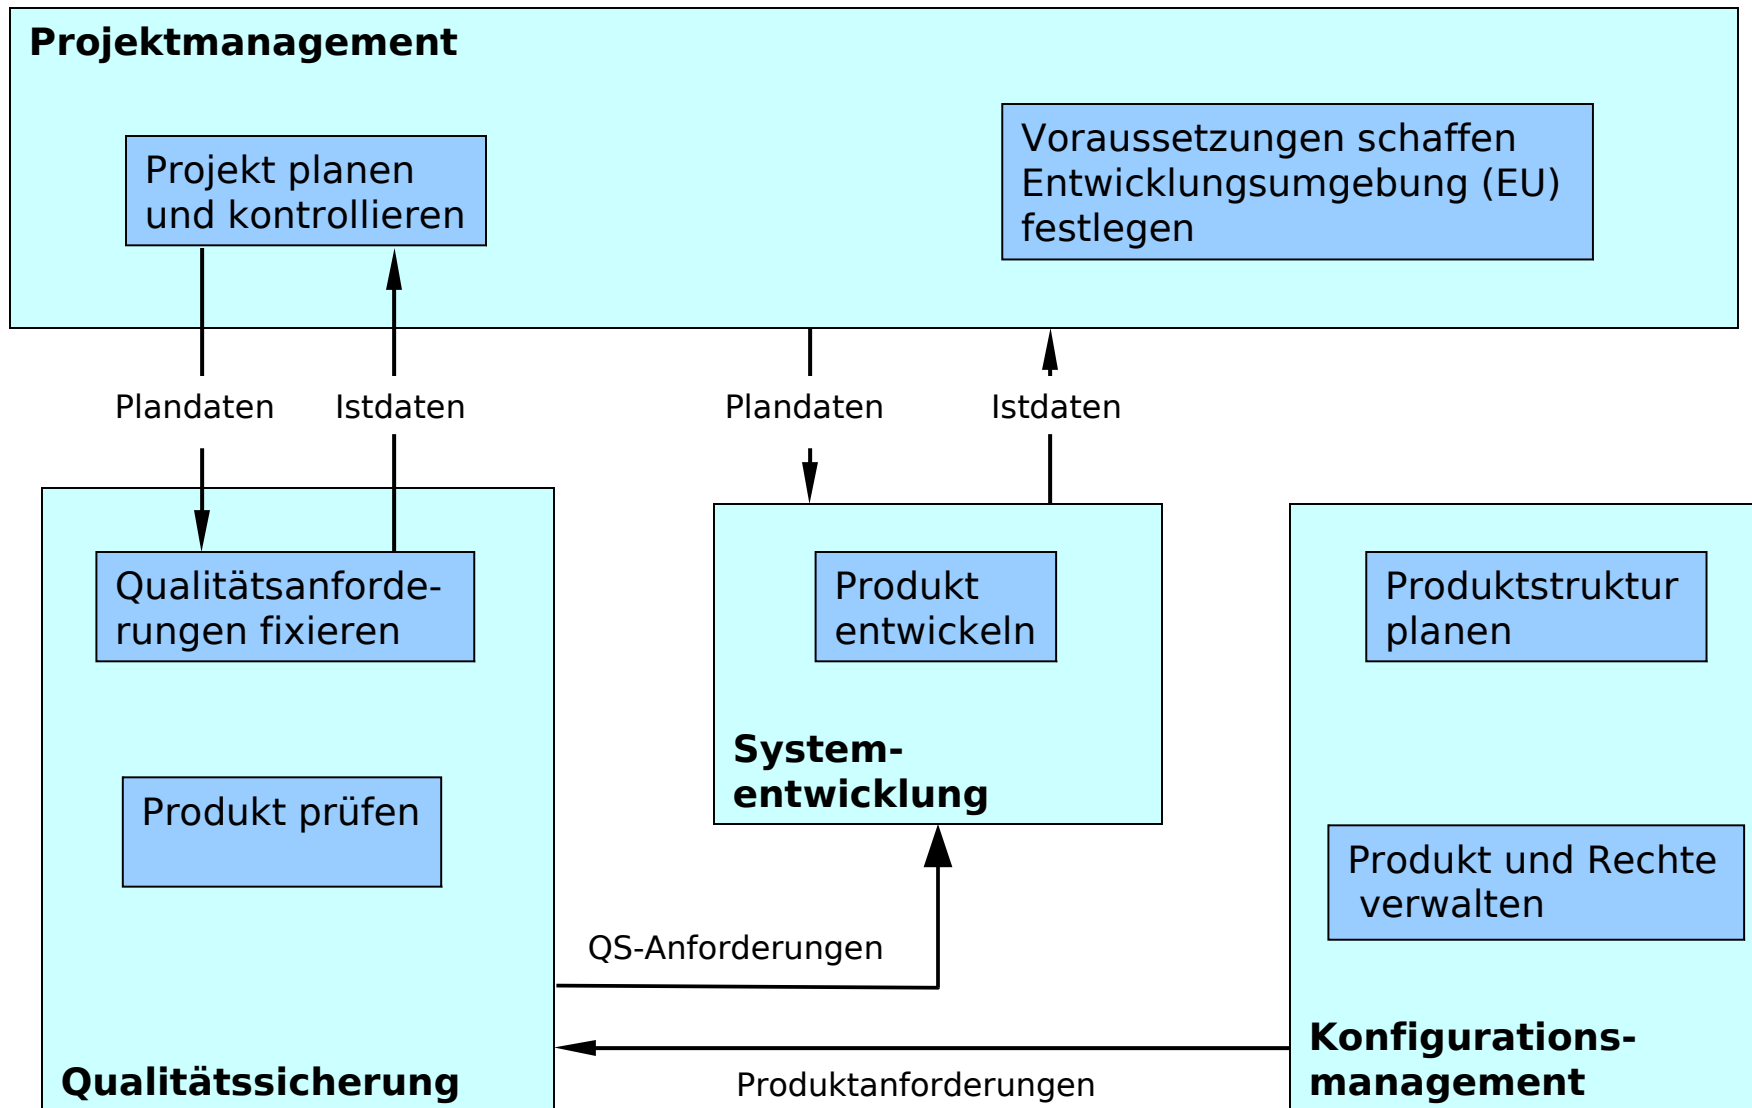 Projektmanagement
Projekt planen
und kontrollieren
Voraussetzungen schaffen
Entwicklungsumgebung (EU)
festlegen
Plandaten
Istdaten
Plandaten
Istdaten
Qualitätsanforde-
rungen fixieren
Produkt prüfen
Qualitätssicherung
Produkt
entwickeln
System-
entwicklung
Produktstruktur
planen
Produkt und Rechte
verwalten
Konfigurations-
management
QS-Anforderungen
Produktanforderungen